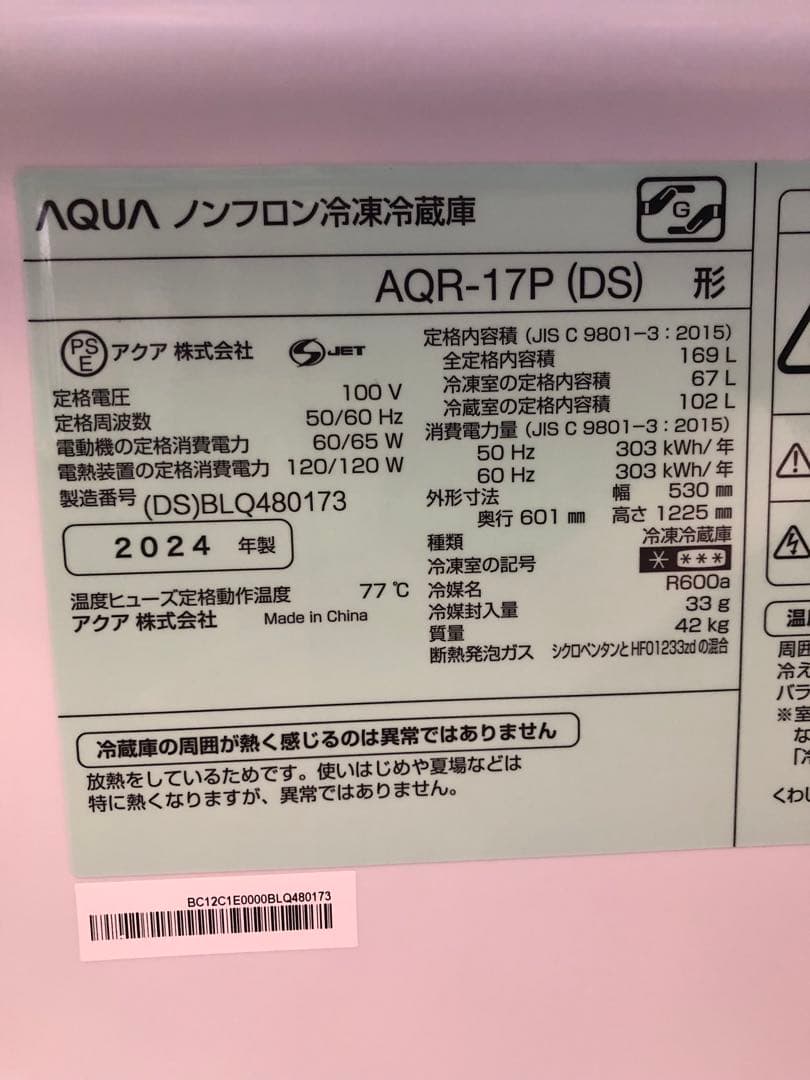 AQUA ノンフロン冷凍冷蔵庫
G
AQR-17P (DS) 形
PS
E
アクア 株式会社
S JET
定格電圧 100 V
定格周波数 50/60 Hz
電動機の定格消費電力 60/65 W
電熱装置の定格消費電力 120/120 W
製造番号 (DS)BLQ480173
2024 年製
温度ヒューズ定格動作温度 77 ℃
アクア 株式会社 Made in China
定格内容積 (JIS C 9801-3 : 2015)
全定格内容積 169 L
冷凍室の定格内容積 67 L
冷蔵室の定格内容積 102 L
消費電力量 (JIS C 9801-3 : 2015)
50 Hz 303 kWh/年
60 Hz 303 kWh/年
外形寸法 幅 530 ㎜
奥行 601 ㎜ 高さ 1225 ㎜
種類 冷凍冷蔵庫
冷凍室の記号 * ***
冷媒名 R600a
冷媒封入量 33 g
質量 42 kg
断熱発泡ガス シクロペンタンとHFO1233zdの混合
冷蔵庫の周囲が熱く感じるのは異常ではありません
放熱をしているためです。使いはじめや夏場などは
特に熱くなりますが、異常ではありません。
BC12C1E0000BLQ480173
周囲
冷え
バラ
※室
な
「冷
くわし